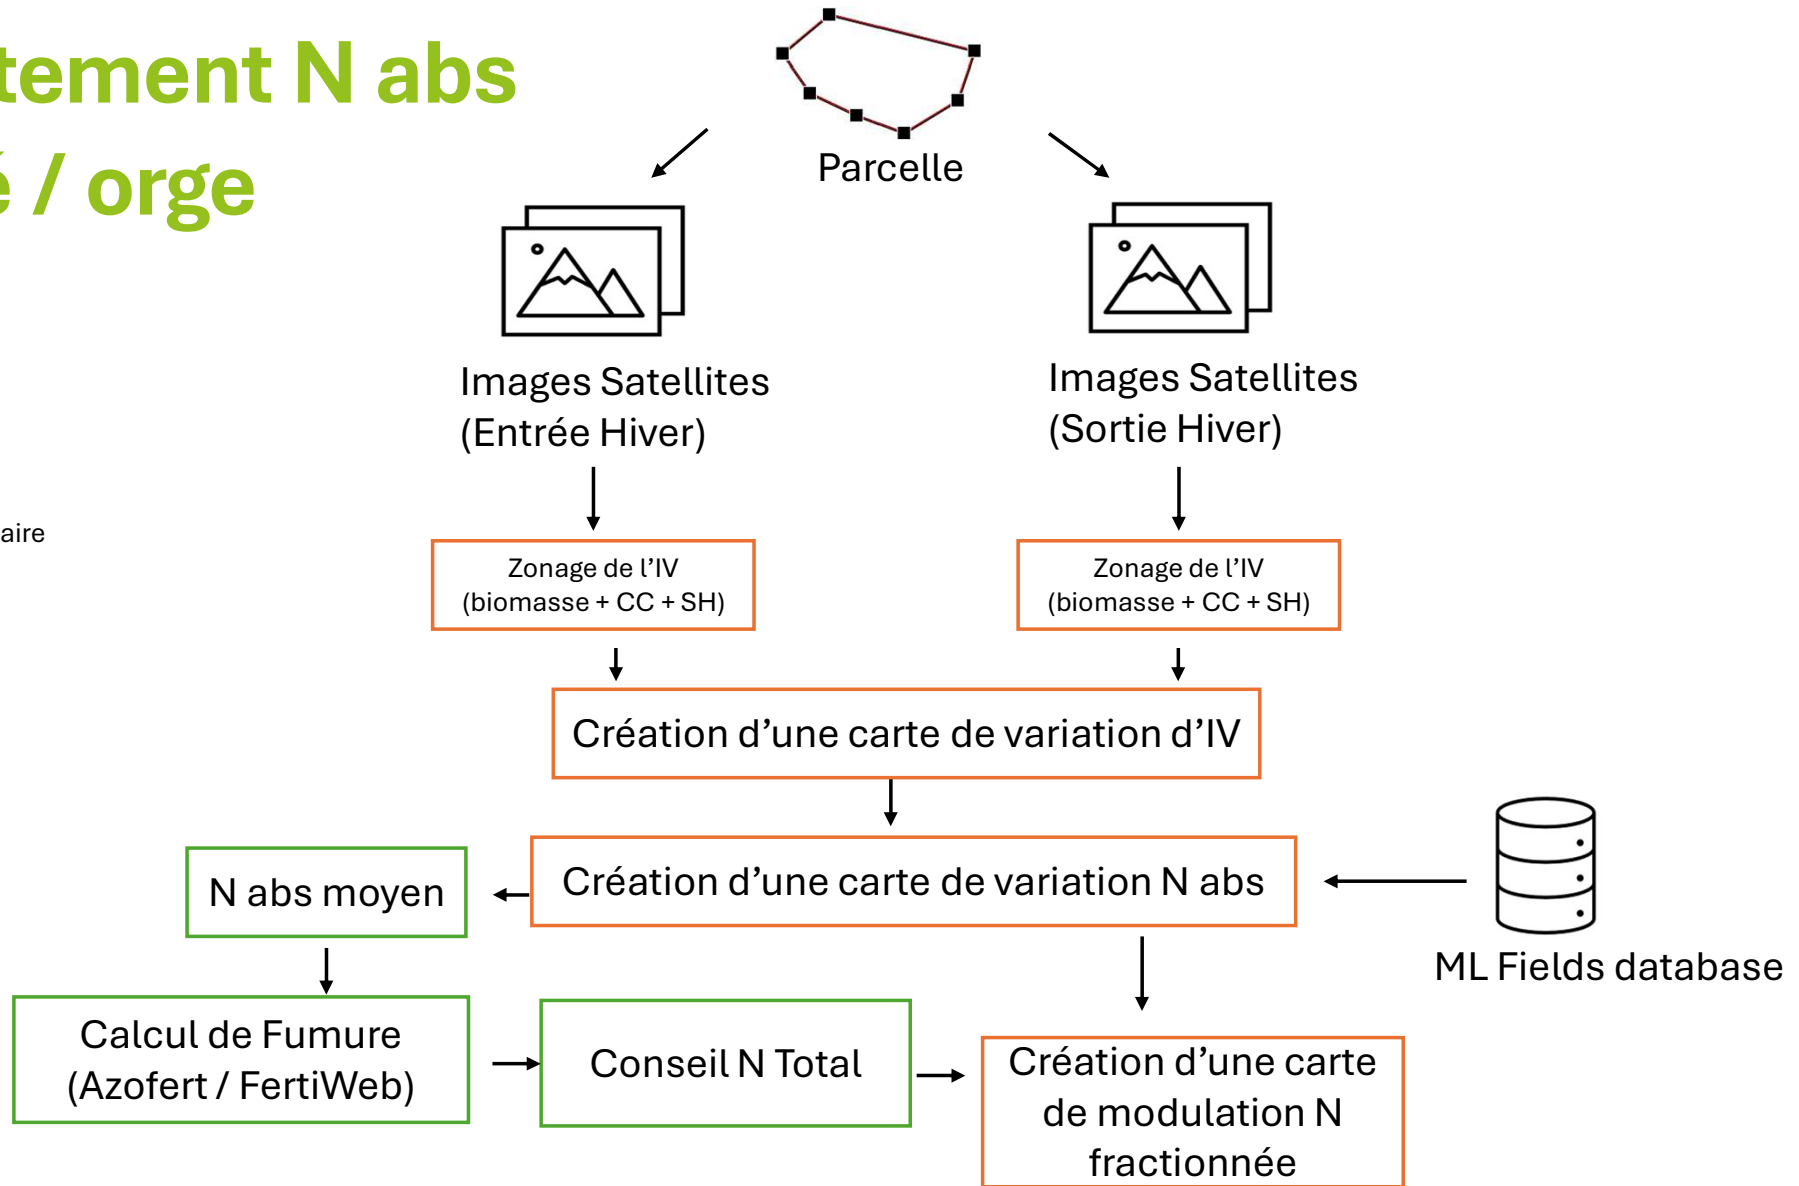 tement N abs
é / orge
Parcelle
Images Satellites
(Entrée Hiver)
Images Satellites
(Sortie Hiver)
aire
Zonage de l’IV
(biomasse + CC + SH)
Zonage de l’IV
(biomasse + CC + SH)
Création d’une carte de variation d’IV
N abs moyen
Création d’une carte de variation N abs
ML Fields database
Calcul de Fumure
(Azofert / FertiWeb)
Conseil N Total
Création d’une carte
de modulation N
fractionnée